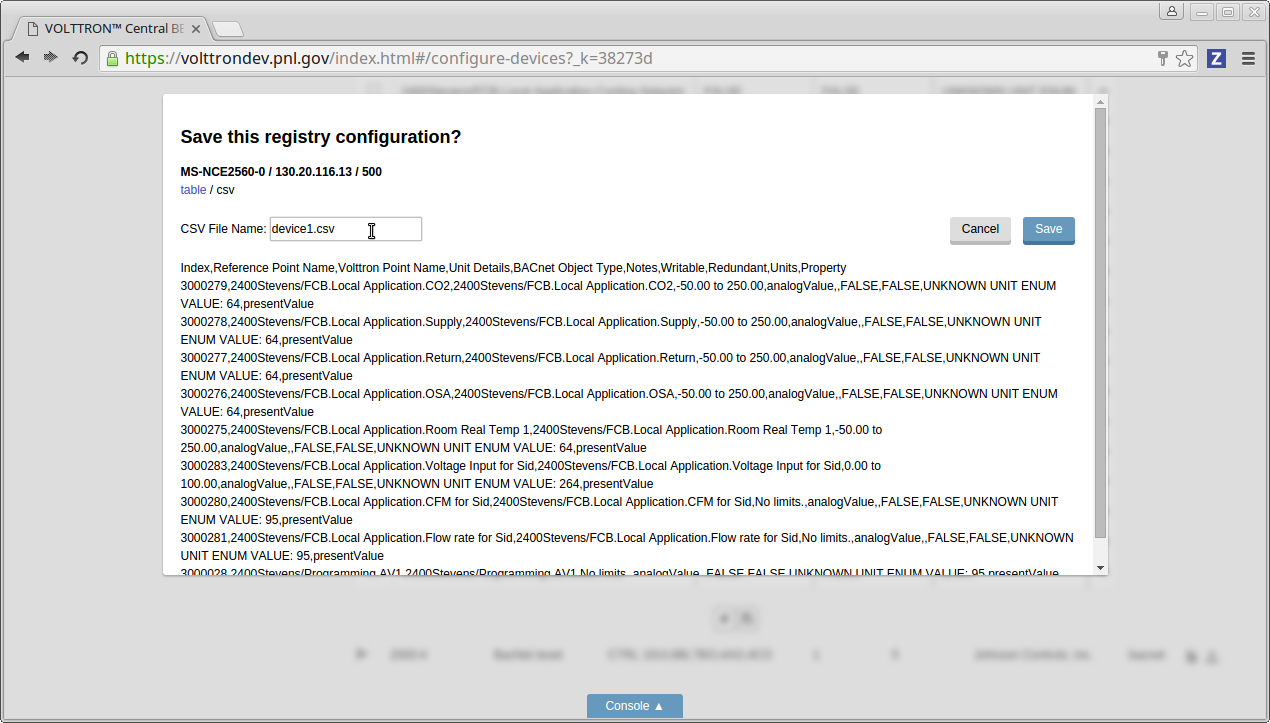 VOLTTRON™ Central BE
https://volttrondev.pnl.gov/index.html#/configure-devices?_k=38273d
Z
Save this registry configuration?
MS-NCE2560-0 / 130.20.116.13 / 500
table / csv
CSV File Name: device1.csv Cancel Save
Index,Reference Point Name,Volttron Point Name,Unit Details,BACnet Object Type,Notes,Writable,Redundant,Units,Property
3000279,2400Stevens/FCB.Local Application.CO2,2400Stevens/FCB.Local Application.CO2,-50.00 to 250.00,analogValue,,FALSE,FALSE,UNKNOWN UNIT ENUM
VALUE: 64,presentValue
3000278,2400Stevens/FCB.Local Application.Supply,2400Stevens/FCB.Local Application.Supply,-50.00 to 250.00,analogValue,,FALSE,FALSE,UNKNOWN UNIT
ENUM VALUE: 64,presentValue
3000277,2400Stevens/FCB.Local Application.Return,2400Stevens/FCB.Local Application.Return,-50.00 to 250.00,analogValue,,FALSE,FALSE,UNKNOWN UNIT
ENUM VALUE: 64,presentValue
3000276,2400Stevens/FCB.Local Application.OSA,2400Stevens/FCB.Local Application.OSA,-50.00 to 250.00,analogValue,,FALSE,FALSE,UNKNOWN UNIT ENUM
VALUE: 64,presentValue
3000275,2400Stevens/FCB.Local Application.Room Real Temp 1,2400Stevens/FCB.Local Application.Room Real Temp 1,-50.00 to
250.00,analogValue,,FALSE,FALSE,UNKNOWN UNIT ENUM VALUE: 64,presentValue
3000283,2400Stevens/FCB.Local Application.Voltage Input for Sid,2400Stevens/FCB.Local Application.Voltage Input for Sid,0.00 to
100.00,analogValue,,FALSE,FALSE,UNKNOWN UNIT ENUM VALUE: 264,presentValue
3000280,2400Stevens/FCB.Local Application.CFM for Sid,2400Stevens/FCB.Local Application.CFM for Sid,No limits.,analogValue,,FALSE,FALSE,UNKNOWN UNIT
ENUM VALUE: 95,presentValue
3000281,2400Stevens/FCB.Local Application.Flow rate for Sid,2400Stevens/FCB.Local Application.Flow rate for Sid,No limits.,analogValue,,FALSE,FALSE,UNKNOWN
UNIT ENUM VALUE: 95,presentValue
3000028,2400Stevens/Programming.AV1,2400Stevens/Programming.AV1,No limits.,analogValue,,FALSE,FALSE,UNKNOWN UNIT ENUM VALUE: 95,presentValue
Console ▲